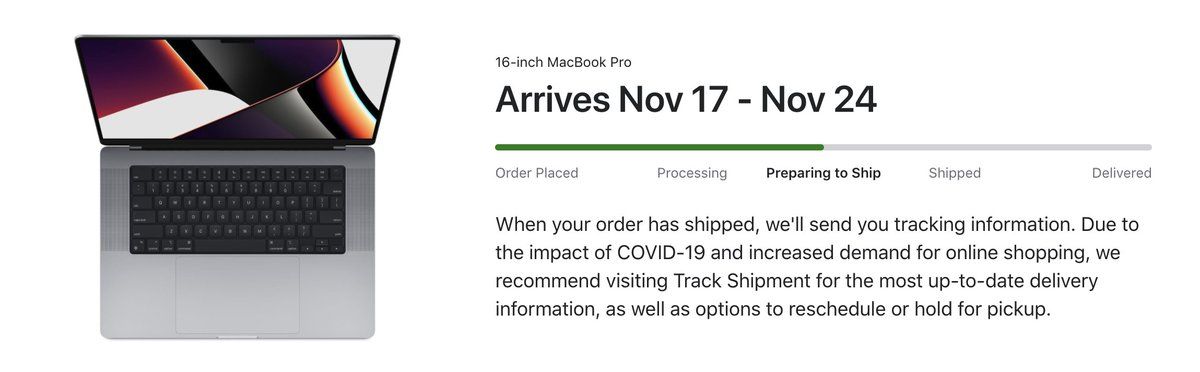 16-inch MacBook Pro
Arrives Nov 17 - Nov 24
Order Placed Processing Preparing to Ship Shipped Delivered
When your order has shipped, we'll send you tracking information. Due to
the impact of COVID-19 and increased demand for online shopping, we
recommend visiting Track Shipment for the most up-to-date delivery
information, as well as options to reschedule or hold for pickup.